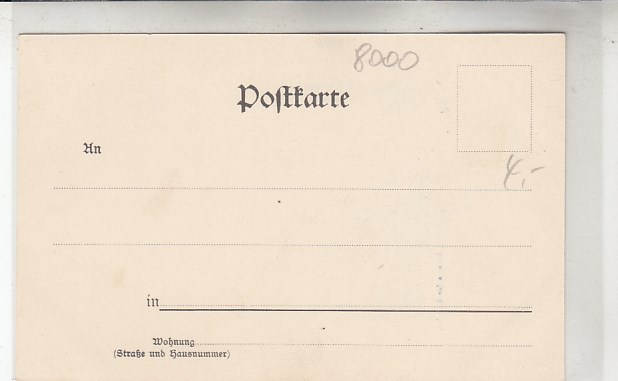 8000
Postkarte
An
4,-
in
Wohnung
(Straße und Hausnummer)